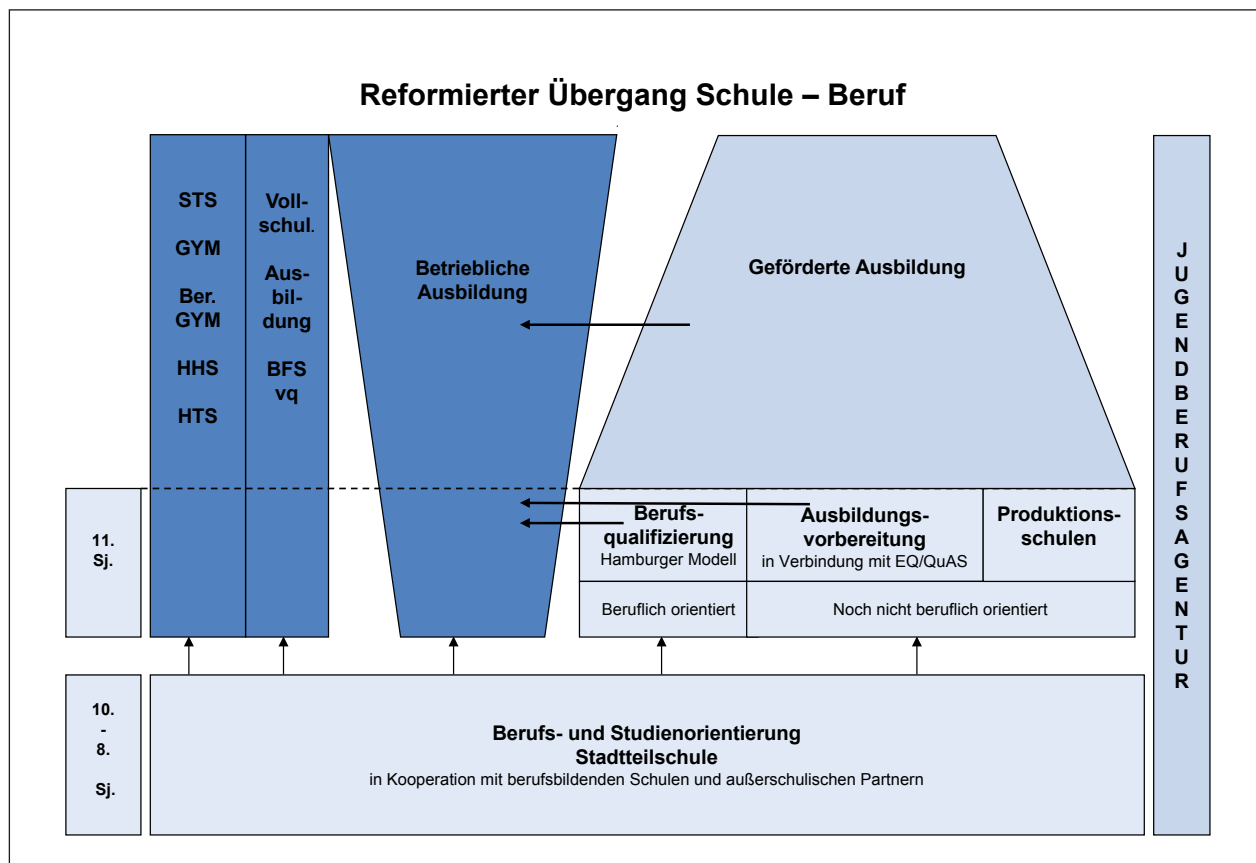 Reformierter Übergang Schule – Beruf
STS
GYM
Ber.
GYM
HHS
HTS
Voll-
schul.
Aus-
bil-
dung
BFS
vq
Betriebliche
Ausbildung
Geförderte Ausbildung
11.
Sj.
Berufs-
qualifizierung
Hamburger Modell
Ausbildungs-
vorbereitung
in Verbindung mit EQ/QuAS
Produktions-
schulen
Beruflich orientiert
Noch nicht beruflich orientiert
10.
-
8.
Sj.
Berufs- und Studienorientierung
Stadtteilschule
in Kooperation mit berufsbildenden Schulen und außerschulischen Partnern
J
U
G
E
N
D
B
E
R
U
F
S
A
G
E
N
T
U
R